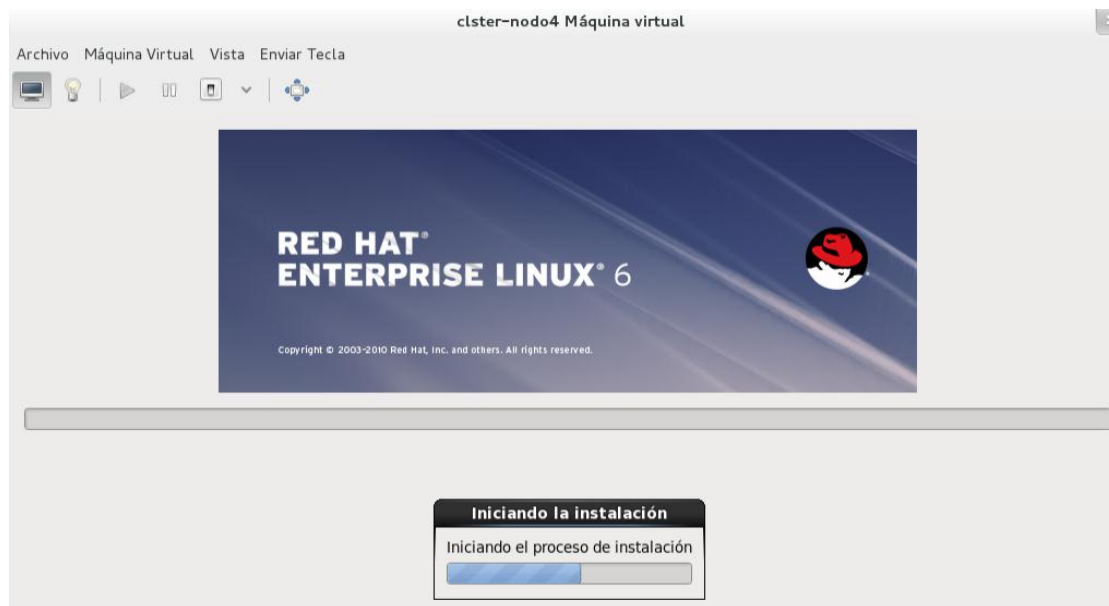 clster-nodo4 Máquina virtual
Archivo Máquina Virtual Vista Enviar Tecla
RED HAT®
ENTERPRISE LINUX® 6
Copyright © 2003-2010 Red Hat, Inc. and others. All rights reserved.
Iniciando la instalación
Iniciando el proceso de instalación